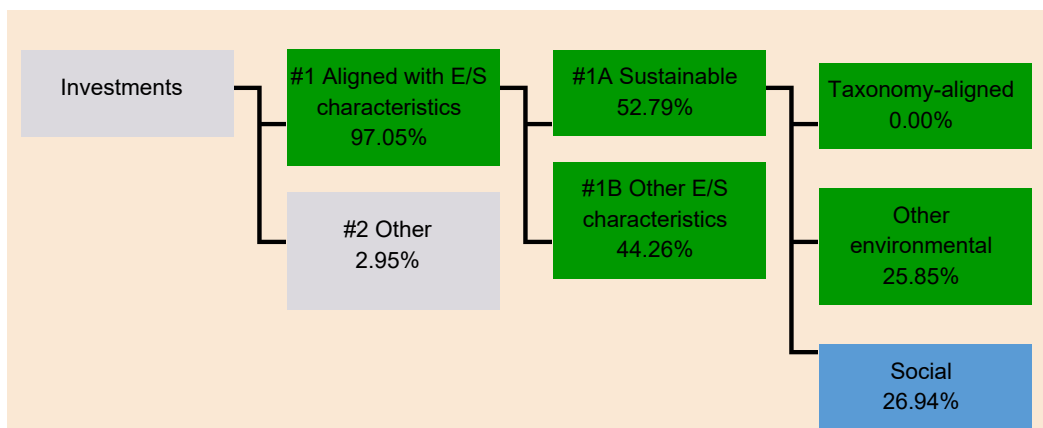 Investments
#1 Aligned with E/S
characteristics
97.05%
#2 Other
2.95%
#1A Sustainable
52.79%
#1B Other E/S
characteristics
44.26%
Taxonomy-aligned
0.00%
Other
environmental
25.85%
Social
26.94%